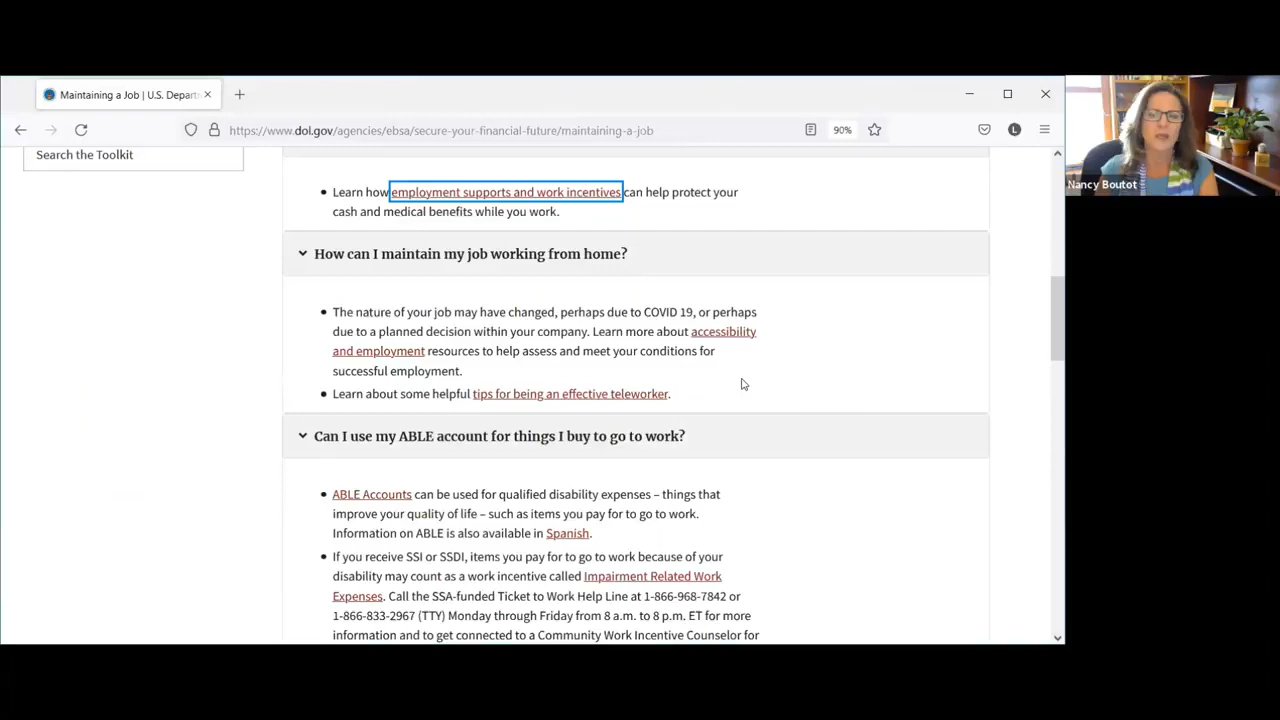 Maintaining a Job | U.S. Depart
https://www.dol.gov/agencies/ebsa/secure-your-financial-future/maintaining-a-job
90%
L
Nancy Boutot
Search the Toolkit
Learn how employment supports and work incentives can help protect your
cash and medical benefits while you work.
How can I maintain my job working from home?
The nature of your job may have changed, perhaps due to COVID 19, or perhaps
due to a planned decision within your company. Learn more about accessibility
and employment resources to help assess and meet your conditions for
successful employment.
Learn about some helpful tips for being an effective teleworker.
Can I use my ABLE account for things I buy to go to work?
ABLE Accounts can be used for qualified disability expenses – things that
improve your quality of life – such as items you pay for to go to work.
Information on ABLE is also available in Spanish.
If you receive SSI or SSDI, items you pay for to go to work because of your
disability may count as a work incentive called Impairment Related Work
Expenses. Call the SSA-funded Ticket to Work Help Line at 1-866-968-7842 or
1-866-833-2967 (TTY) Monday through Friday from 8 a.m. to 8 p.m. ET for more
information and to get connected to a Community Work Incentive Counselor for